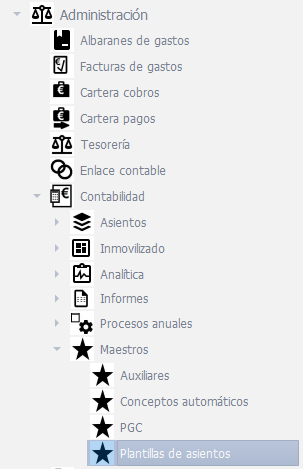 Administración
Albaranes de gastos
Facturas de gastos
Cartera cobros
Cartera pagos
Tesorería
Enlace contable
Contabilidad
Asientos
Inmovilizado
Analítica
Informes
Procesos anuales
Maestros
Auxiliares
Conceptos automáticos
PGC
Plantillas de asientos